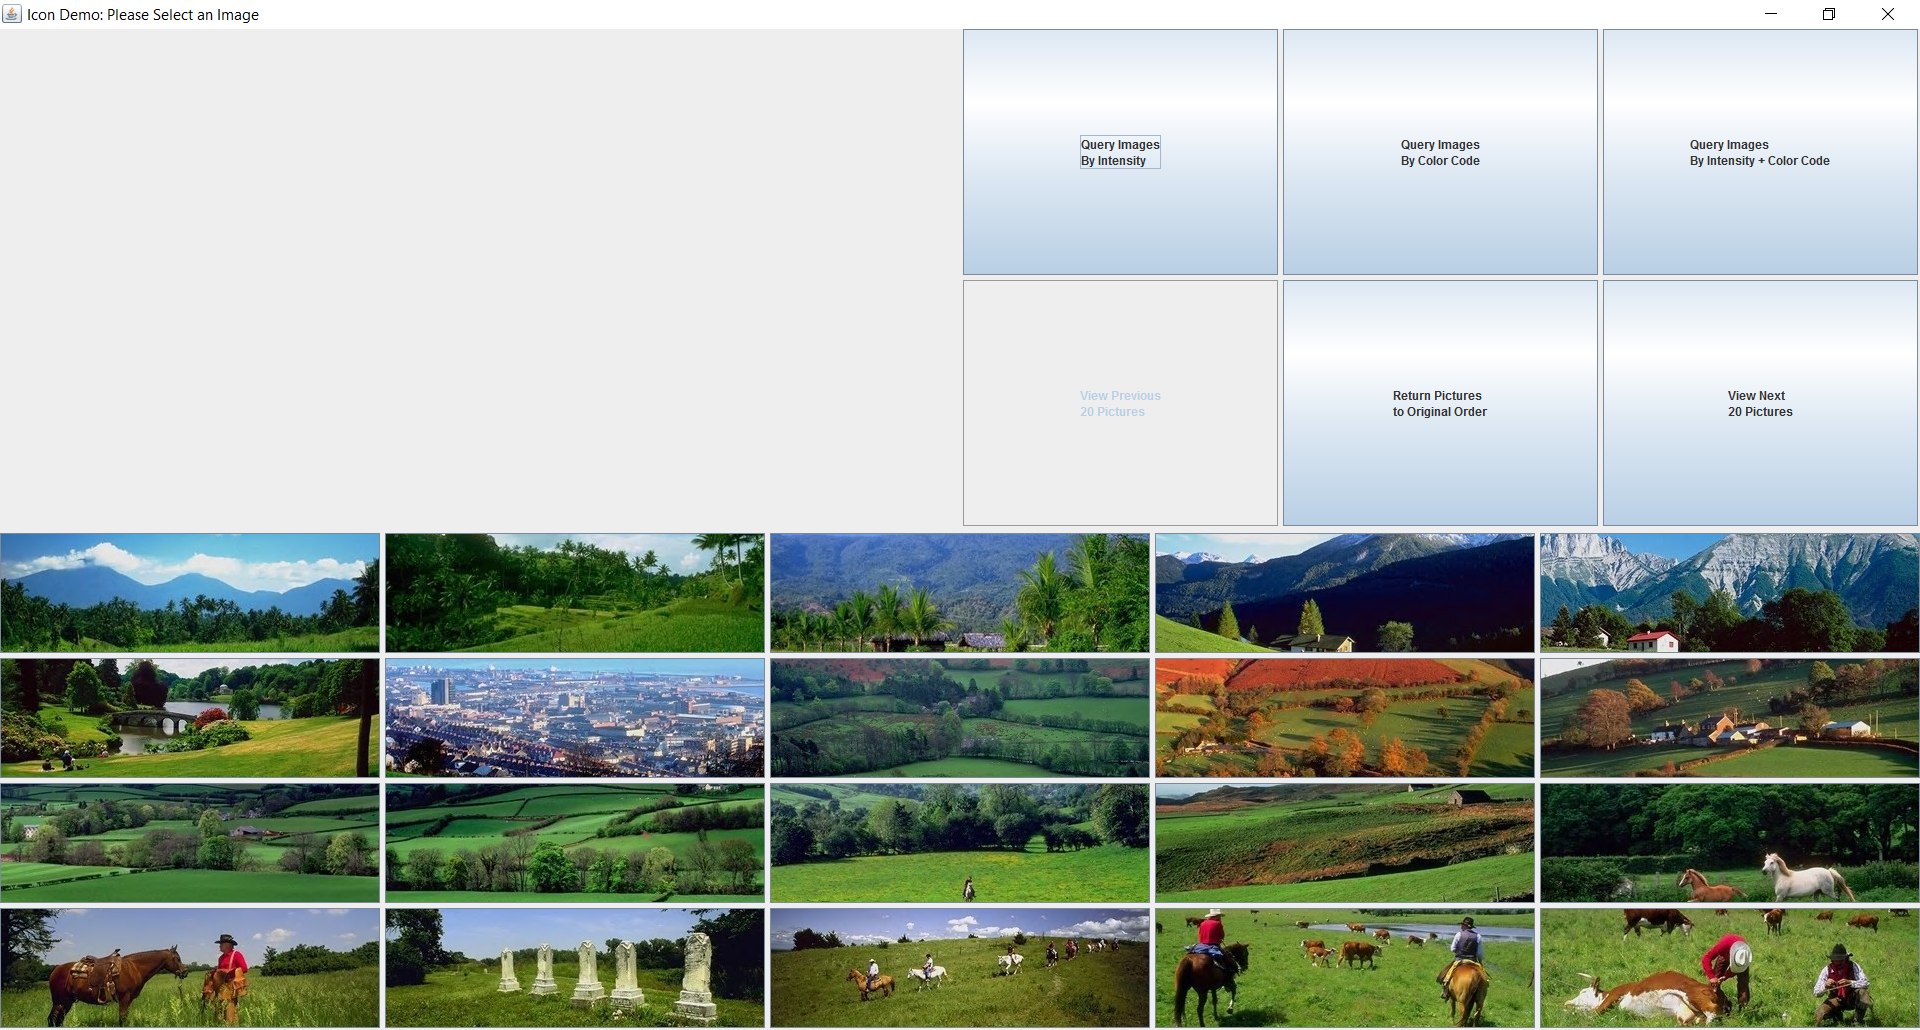 Icon Demo: Please Select an Image
Query Images
By Intensity
Query Images
By Color Code
Query Images
By Intensity + Color Code
View Previous
20 Pictures
Return Pictures
to Original Order
View Next
20 Pictures